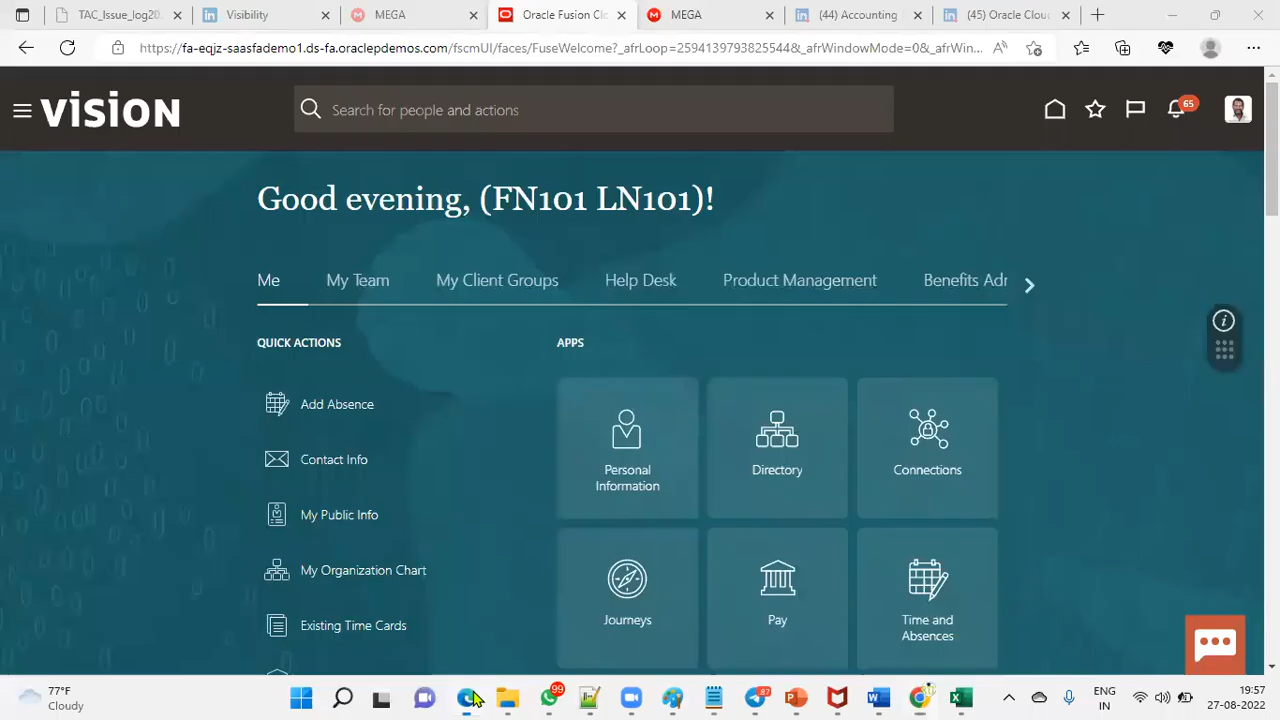 TAC_Issue_log20
Visibility
MEGA
Oracle Fusion Clo
MEGA
(44) Accounting
(45) Oracle Cloud
https://fa-eqjz-saasfademo1.ds-fa.oraclepdemos.com/fscmUI/faces/FuseWelcome?_afrLoop=25941397938255448&_afrWindowMode=0&_afrWin...
VISION
Search for people and actions
65
Good evening, (FN101 LN101)!
Me
My Team
My Client Groups
Help Desk
Product Management
Benefits Adr
QUICK ACTIONS
APPS
Add Absence
Contact Info
My Public Info
My Organization Chart
Existing Time Cards
Personal
Information
Directory
Connections
Journeys
Pay
Time and
Absences
77°F
Cloudy
99
87
ENG
IN
19:57
27-08-2022